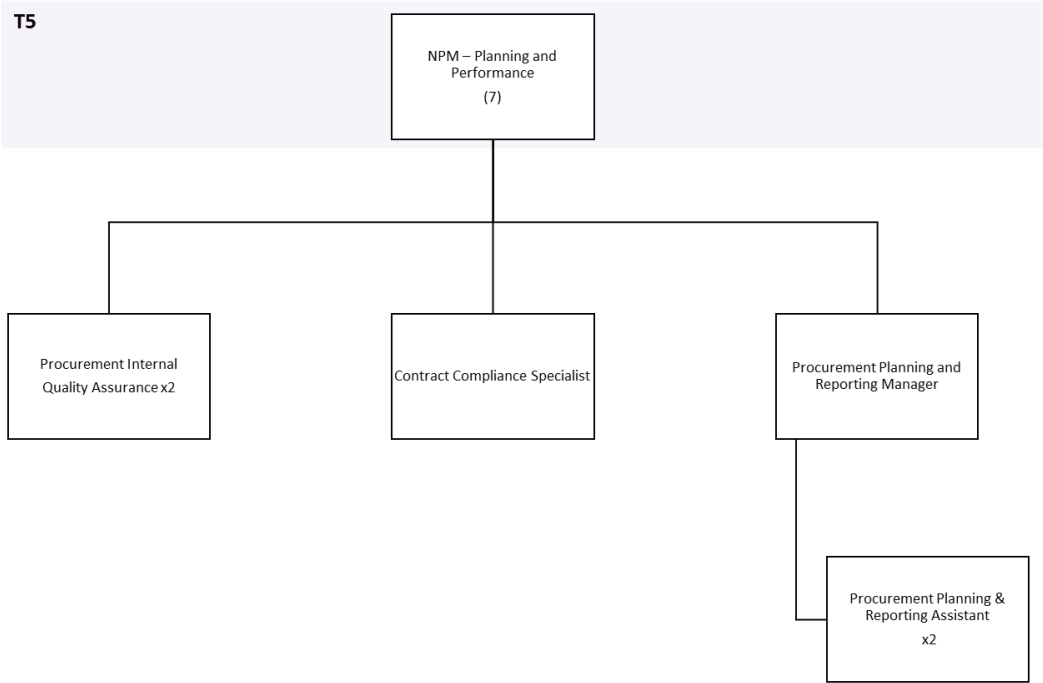 T5
NPM – Planning and
Performance
(7)
Procurement Internal
Quality Assurance x2
Contract Compliance Specialist
Procurement Planning and
Reporting Manager
Procurement Planning &
Reporting Assistant
x2